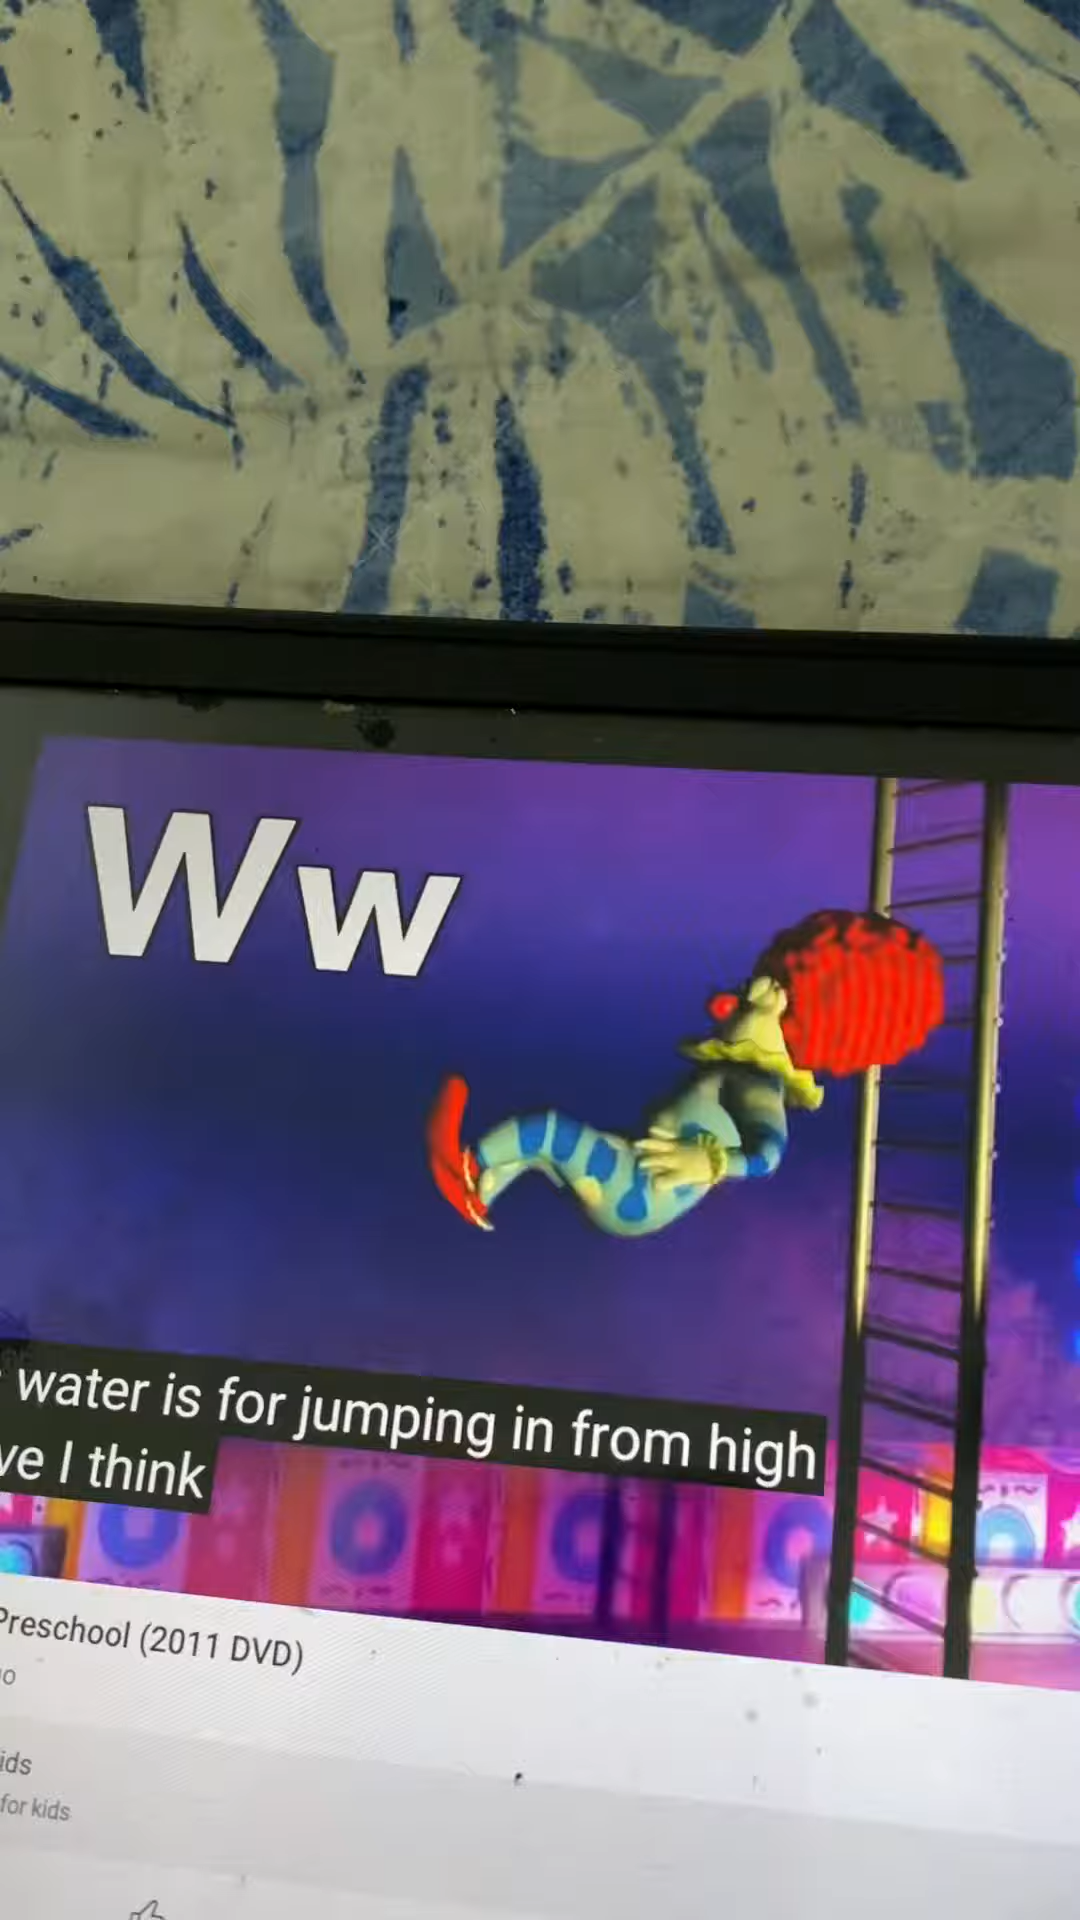 Ww
water is for jumping in from high
ve I think
Preschool (2011 DVD)
ids
for kids